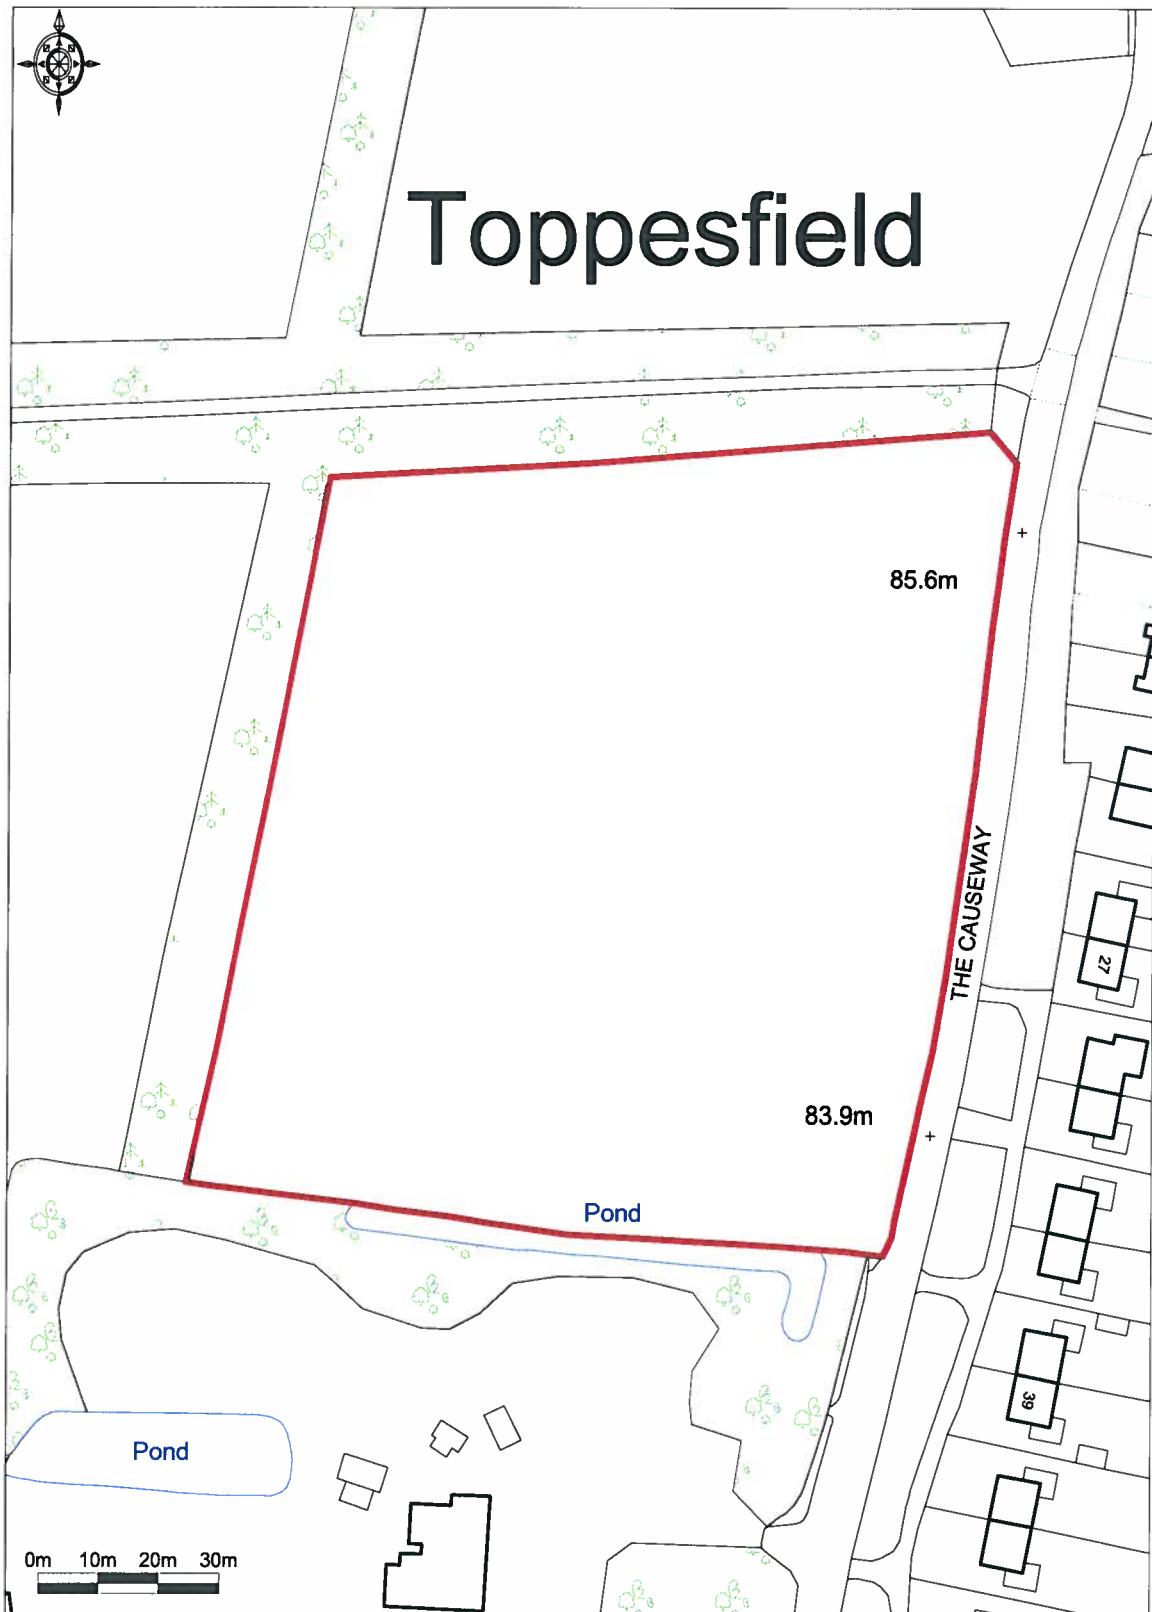 Toppesfield
85.6m
THE CAUSEWAY
27
83.9m
Pond
39
Pond
0m 10m 20m 30m